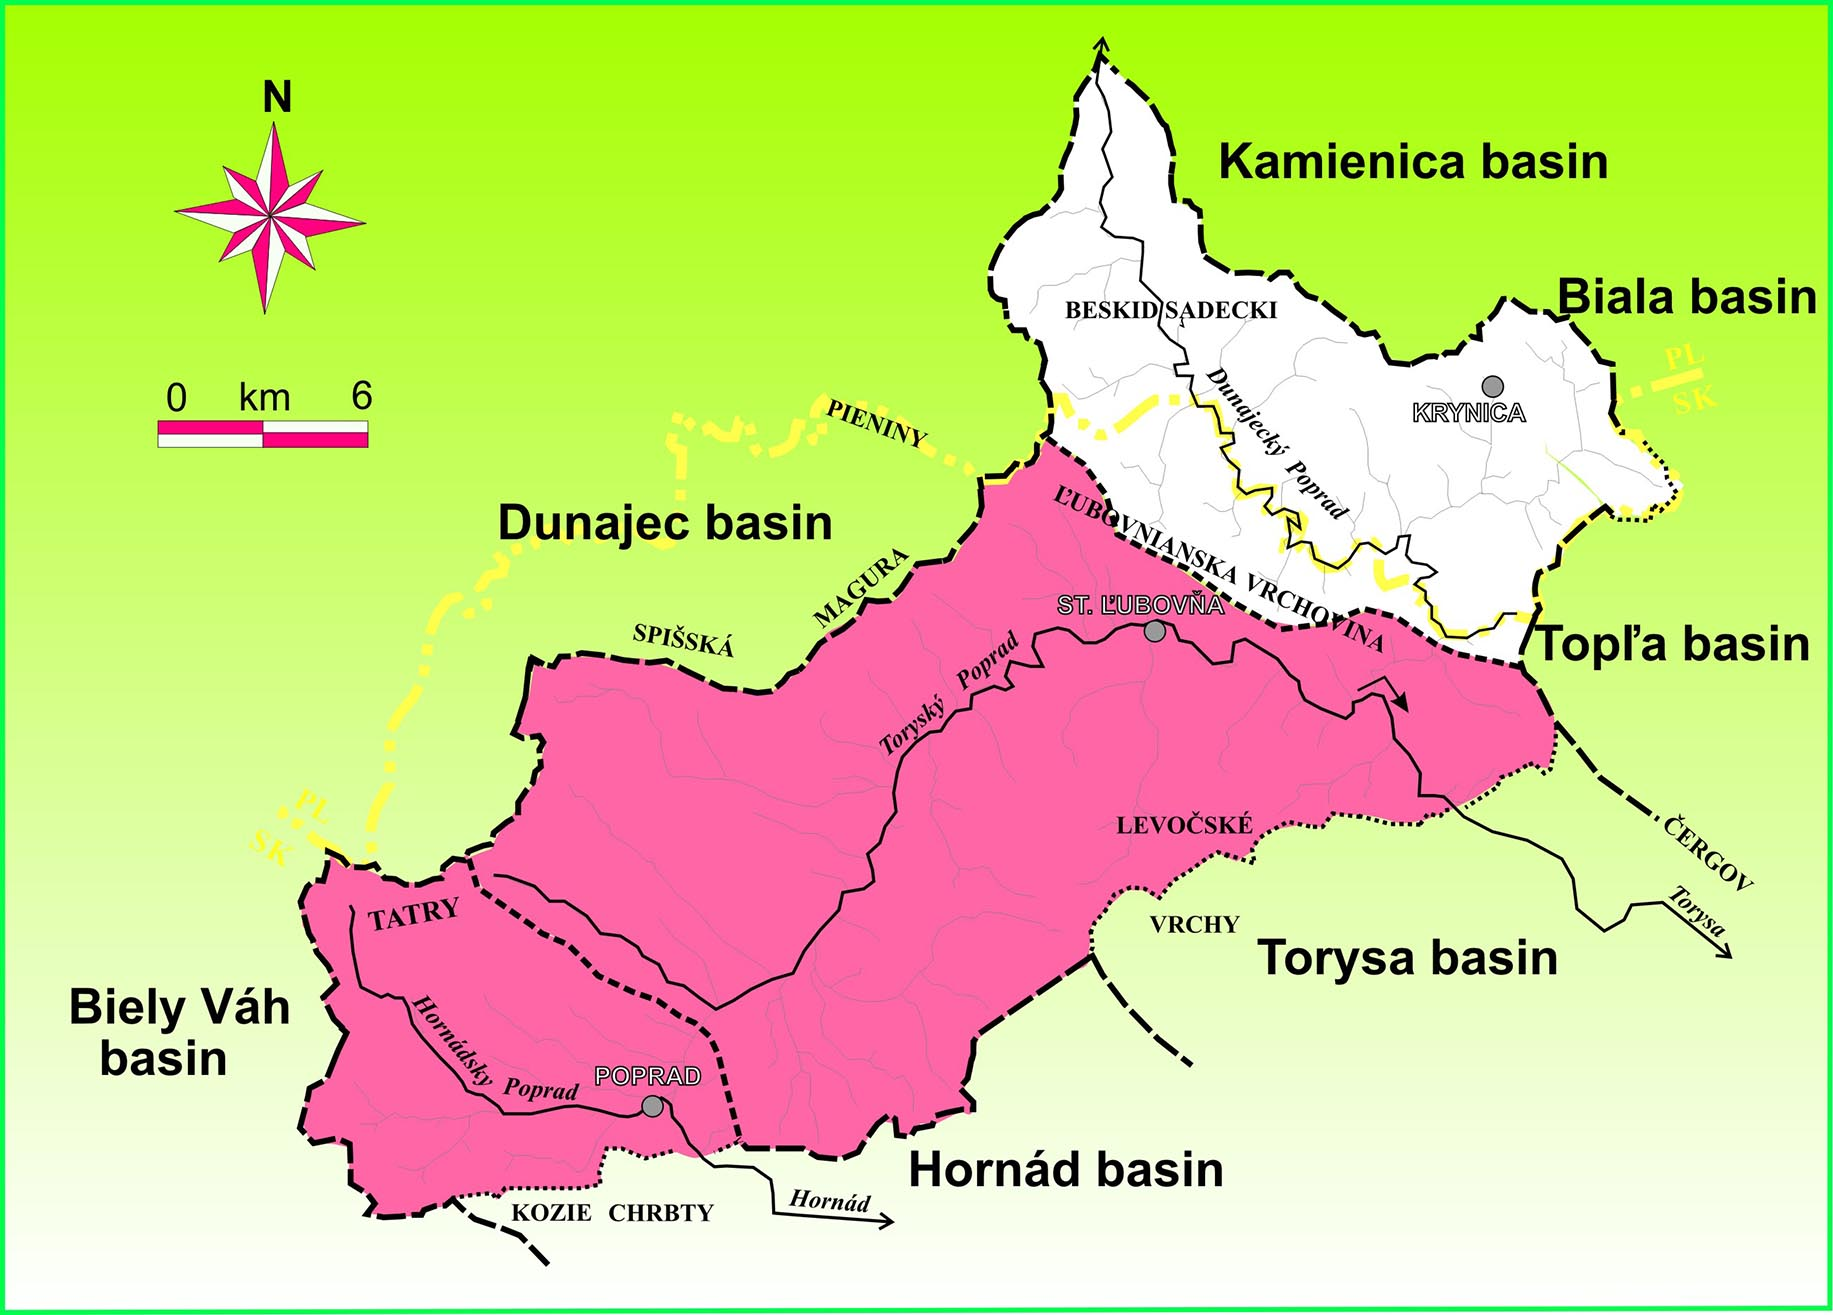 N
Kamienica basin
Biala basin
BESKID SĄDECKI
PL
SK
0 km 6
KRYNICA
PIENINY
Dunajecký Poprad
Dunajec basin
ĽUBOVNIANSKA VRCHOVINA
MAGURA
SPIŠSKÁ
ST. ĽUBOVŇA
Topľa basin
Toryský Poprad
PL
SK
LEVOČSKÉ
ČERGOV
TATRY
VRCHY
Torysa
Torysa basin
Biely Váh
basin
Hornádsky Poprad
POPRAD
Hornád basin
KOZIE CHRBTY
Hornád